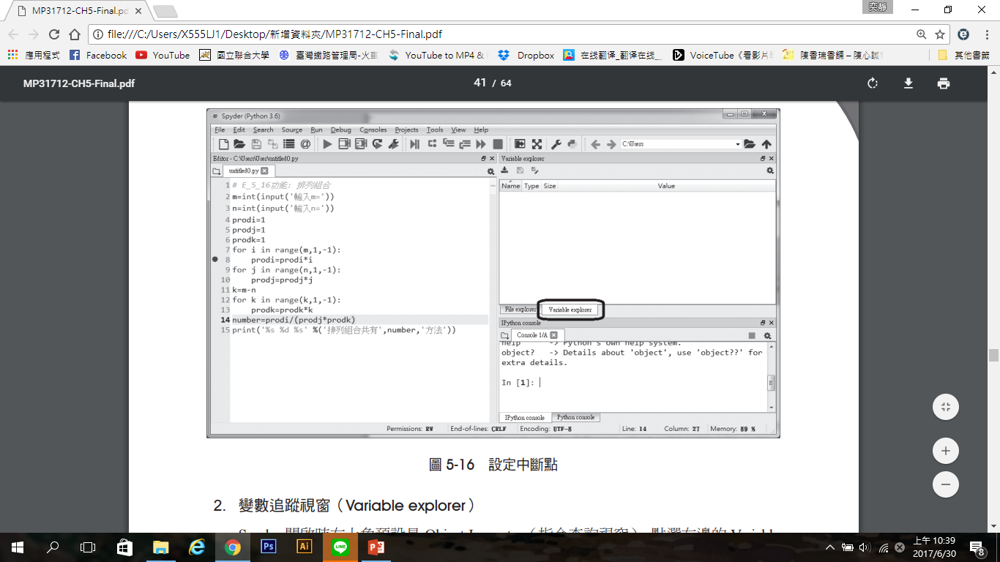 MP31712-CH5-Final.pd
奕靜
file:///C:/Users/X555LJ1/Desktop/新增資料夾/MP31712-CH5-Final.pdf
應用程式 Facebook YouTube 國立聯合大學 臺灣鐵路管理局-火車 YouTube to MP4 & Dropbox 在线翻译_翻译在线_ VoiceTube《看影片 陳香瑞香鋪 – 陳心誠 其他書籤
MP31712-CH5-Final.pdf 41 / 64
Spyder (Python 3.6)
File Edit Search Source Run Debug Consoles Projects Tools View Help
C:\Users
Editor - C:\Users\User\untitled0.py
Variable explorer
untitled0.py
Name Type Size Value
1 # E_5_16功能: 排列組合
2 m=int(input('輸入m='))
3 n=int(input('輸入n='))
4 prodi=1
5 prodj=1
6 prodk=1
7 for i in range(m,1,-1):
8 prodi=prodi*i
9 for j in range(n,1,-1):
10 prodj=prodj*j
11 k=m-n
12 for k in range(k,1,-1):
13 prodk=prodk*k
14 number=prodi/(prodj*prodk)
15 print('%s %d %s' %('排列組合共有',number,'方法'))
File explorer Variable explorer
IPython console
Console 1/A
help -> Python's own help system.
object? -> Details about 'object', use 'object??' for
extra details.
In [1]:
IPython console Python console
Permissions: RW End-of-lines: CRLF Encoding: UTF-8 Line: 14 Column: 27 Memory: 89 %
圖 5-16 設定中斷點
2. 變數追蹤視窗（Variable explorer）
上午 10:39
2017/6/30
8